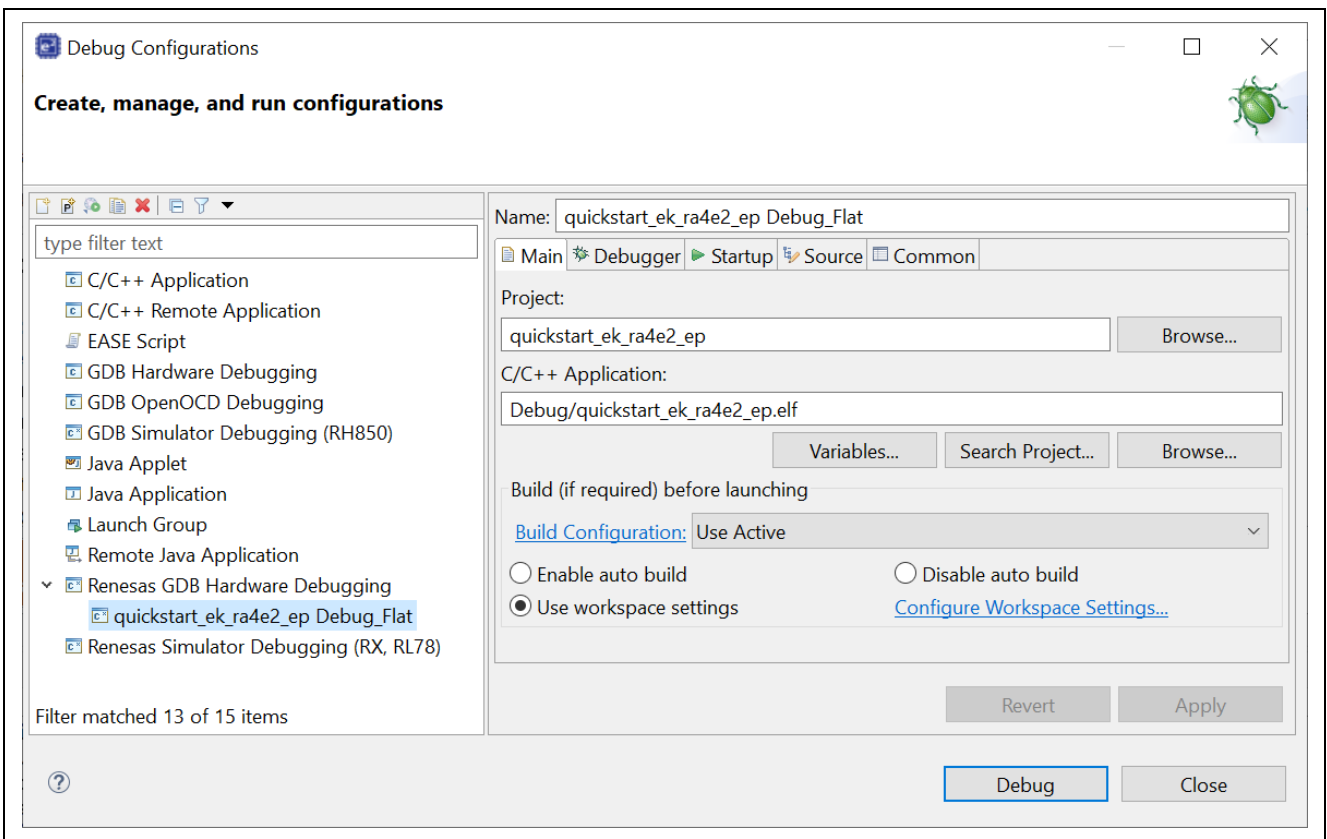 Debug Configurations
Create, manage, and run configurations
type filter text
C/C++ Application
C/C++ Remote Application
EASE Script
GDB Hardware Debugging
GDB OpenOCD Debugging
GDB Simulator Debugging (RH850)
Java Applet
Java Application
Launch Group
Remote Java Application
Renesas GDB Hardware Debugging
quickstart_ek_ra4e2_ep Debug_Flat
Renesas Simulator Debugging (RX, RL78)
Filter matched 13 of 15 items
Name: quickstart_ek_ra4e2_ep Debug_Flat
Main Debugger Startup Source Common
Project:
quickstart_ek_ra4e2_ep Browse...
C/C++ Application:
Debug/quickstart_ek_ra4e2_ep.elf
Variables... Search Project... Browse...
Build (if required) before launching
Build Configuration: Use Active
Enable auto build Disable auto build
Use workspace settings Configure Workspace Settings...
Revert Apply
Debug Close